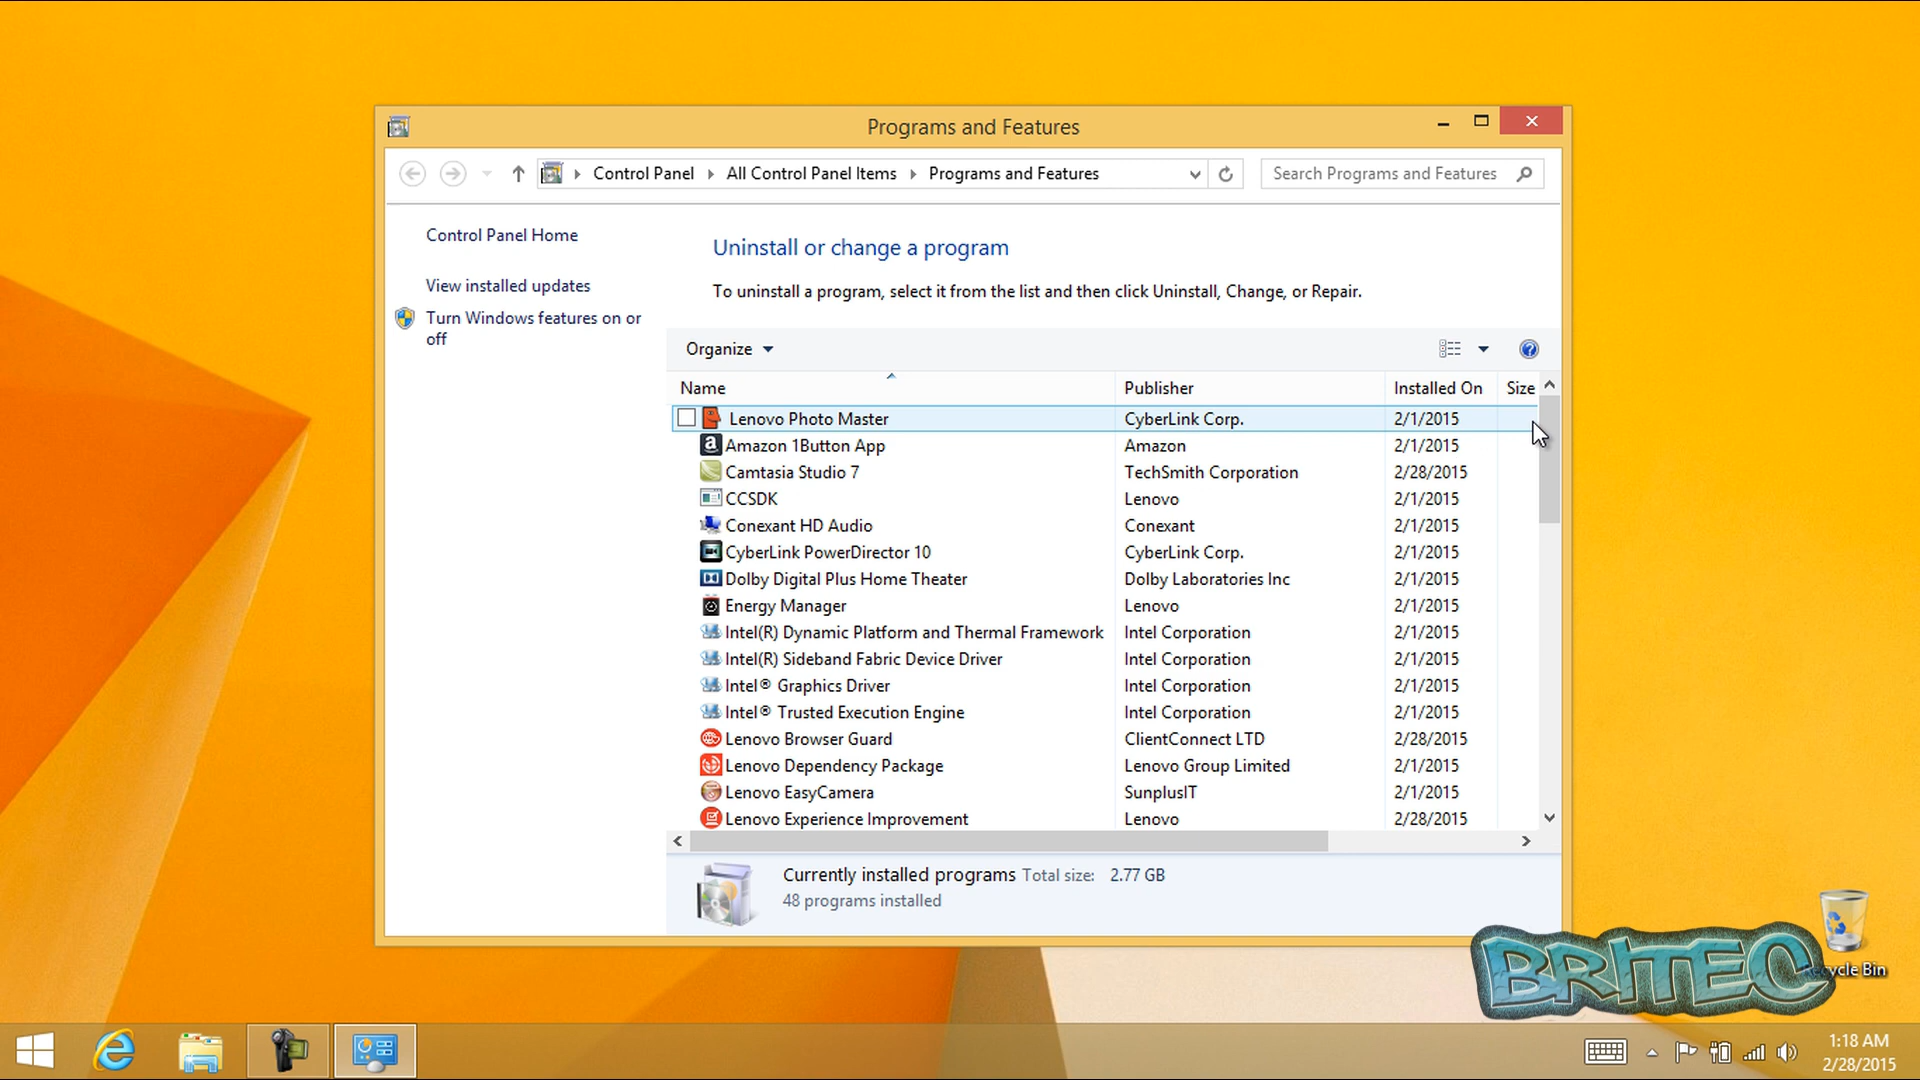 Programs and Features
Control Panel All Control Panel Items Programs and Features
Search Programs and Features
Control Panel Home
View installed updates
Turn Windows features on or
off
Uninstall or change a program
To uninstall a program, select it from the list and then click Uninstall, Change, or Repair.
Organize
Name Publisher Installed On Size
Lenovo Photo Master CyberLink Corp. 2/1/2015
Amazon 1Button App Amazon 2/1/2015
Camtasia Studio 7 TechSmith Corporation 2/28/2015
CCSDK Lenovo 2/1/2015
Conexant HD Audio Conexant 2/1/2015
CyberLink PowerDirector 10 CyberLink Corp. 2/1/2015
Dolby Digital Plus Home Theater Dolby Laboratories Inc 2/1/2015
Energy Manager Lenovo 2/1/2015
Intel(R) Dynamic Platform and Thermal Framework Intel Corporation 2/1/2015
Intel(R) Sideband Fabric Device Driver Intel Corporation 2/1/2015
Intel® Graphics Driver Intel Corporation 2/1/2015
Intel® Trusted Execution Engine Intel Corporation 2/1/2015
Lenovo Browser Guard ClientConnect LTD 2/28/2015
Lenovo Dependency Package Lenovo Group Limited 2/1/2015
Lenovo EasyCamera SunplusIT 2/1/2015
Lenovo Experience Improvement Lenovo 2/28/2015
Currently installed programs Total size: 2.77 GB
48 programs installed
BRITEC
Recycle Bin
1:18 AM
2/28/2015